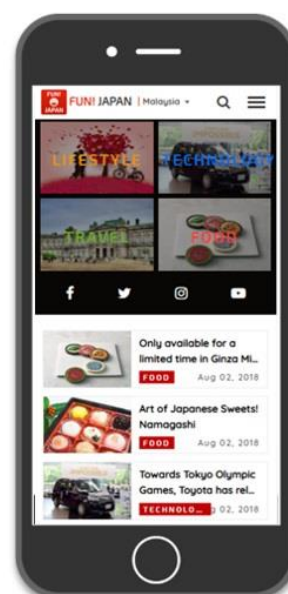 FUN!
JAPAN
FUN! JAPAN | Malaysia
LIFESTYLE
TECHNOLOGY
TRAVEL
FOOD
Only available for a
limited time in Ginza Mi...
FOOD Aug 02, 2018
Art of Japanese Sweets!
Namagashi
FOOD Aug 02, 2018
Towards Tokyo Olympic
Games, Toyota has rel...
TECHNOLO... 02, 2018